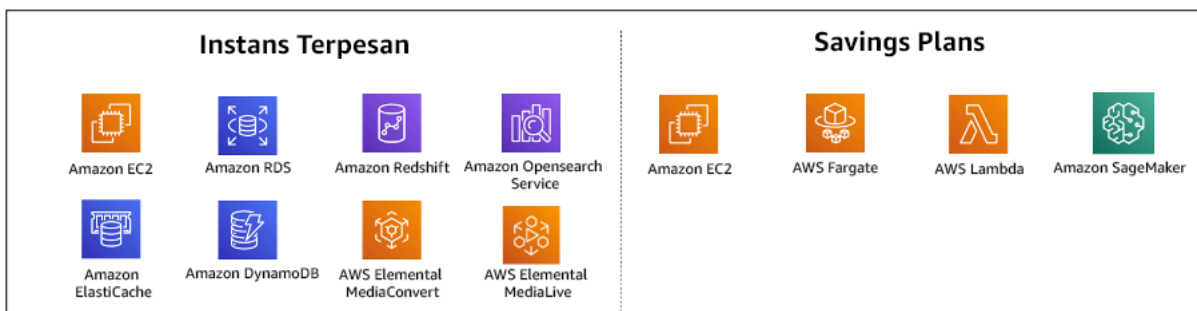 Instans Terpesan
Savings Plans
Amazon EC2
Amazon RDS
Amazon Redshift
Amazon Opensearch
Service
Amazon EC2
AWS Fargate
AWS Lambda
Amazon SageMaker
Amazon
ElastiCache
Amazon DynamoDB
AWS Elemental
MediaConvert
AWS Elemental
MediaLive